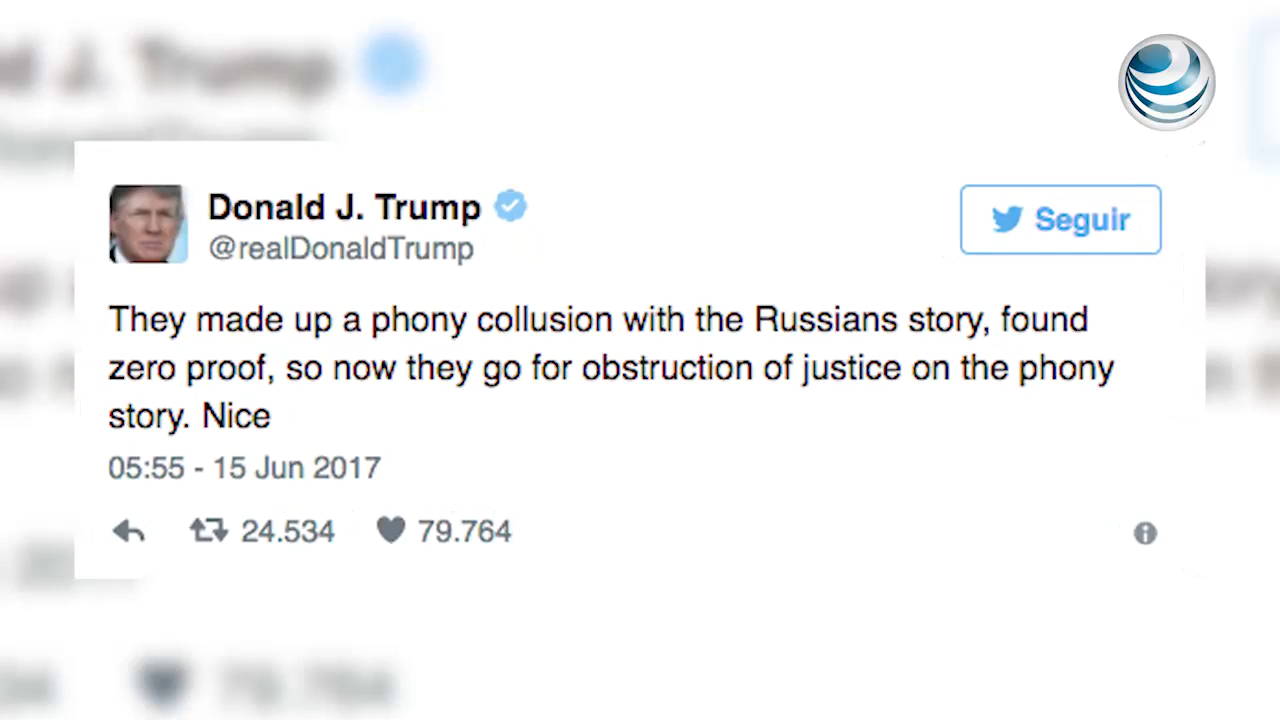 Donald J. Trump
@realDonaldTrump
Seguir
They made up a phony collusion with the Russians story, found
zero proof, so now they go for obstruction of justice on the phony
story. Nice
05:55 - 15 Jun 2017
24.534 79.764